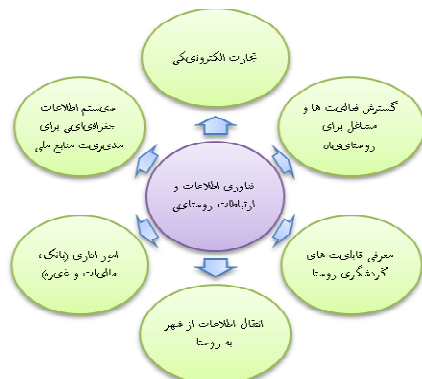 تجارت الکترونیکی
گسترش فعالیت ها و
مشاغل برای
روستاییان
سیستم اطلاعات
جغرافیایی برای
مدیریت منابع ملی
فناوری اطلاعات و
ارتباطات روستایی
معرفی قابلیت های
گردشگری روستا
امور اداری (بانک،
مالیات و غیره)
انتقال اطلاعات از شهر
به روستا